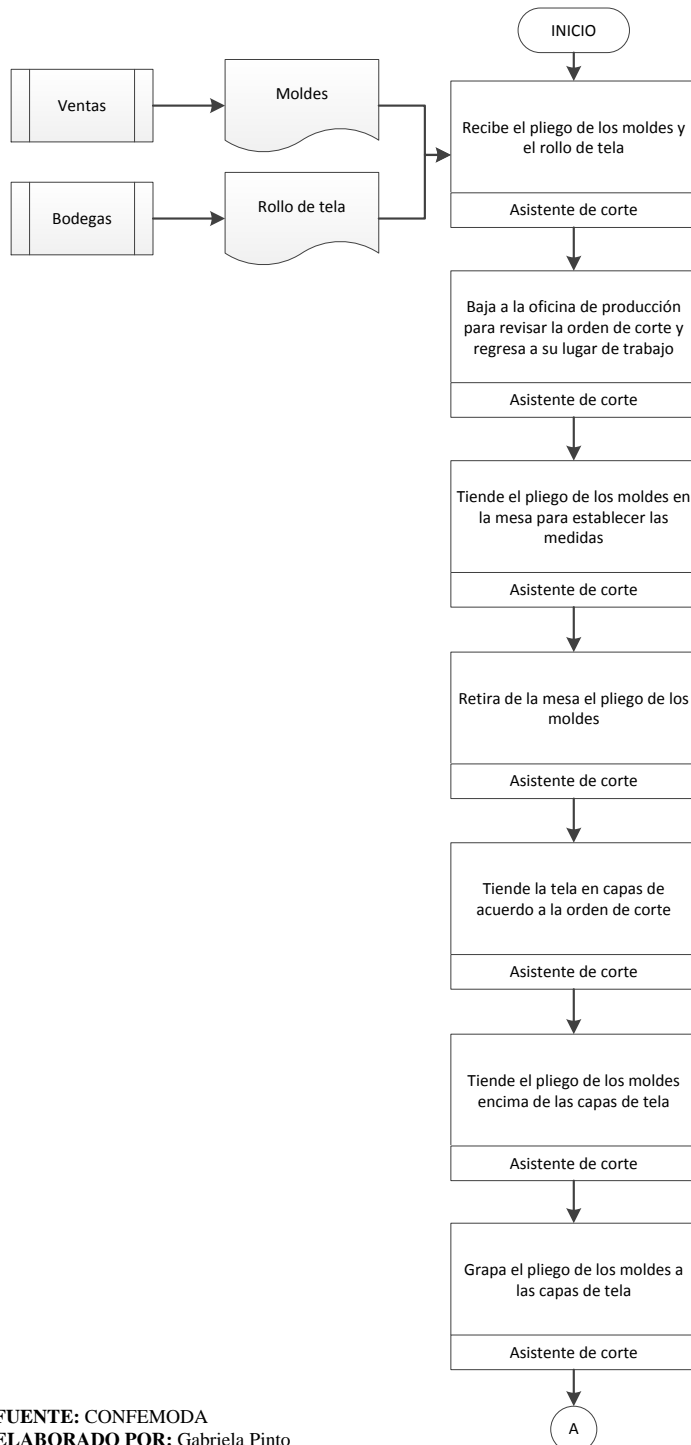 INICIO
Ventas
Moldes
Recibe el pliego de los moldes y
el rollo de tela
Asistente de corte
Bodegas
Rollo de tela
Baja a la oficina de producción
para revisar la orden de corte y
regresa a su lugar de trabajo
Asistente de corte
Tiende el pliego de los moldes en
la mesa para establecer las
medidas
Asistente de corte
Retira de la mesa el pliego de los
moldes
Asistente de corte
Tiende la tela en capas de
acuerdo a la orden de corte
Asistente de corte
Tiende el pliego de los moldes
encima de las capas de tela
Asistente de corte
Grapa el pliego de los moldes a
las capas de tela
Asistente de corte
A
FUENTE: CONFEMODA
ELABORADO POR: Gabriela Pinto